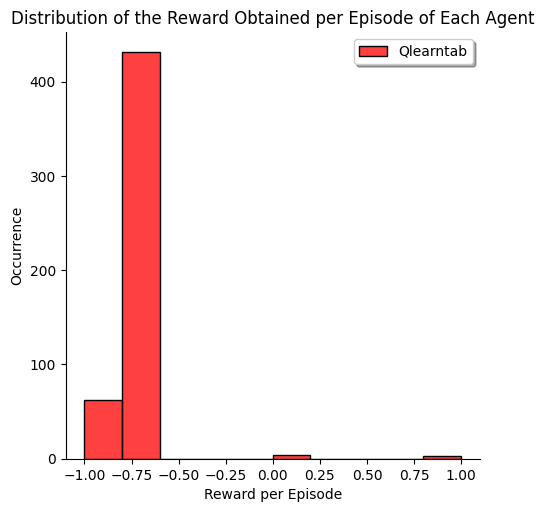 Distribution of the Reward Obtained per Episode of Each Agent
Qlearntab
400
300
200
100
0
Occurrence
−1.00 −0.75 −0.50 −0.25 0.00 0.25 0.50 0.75 1.00
Reward per Episode